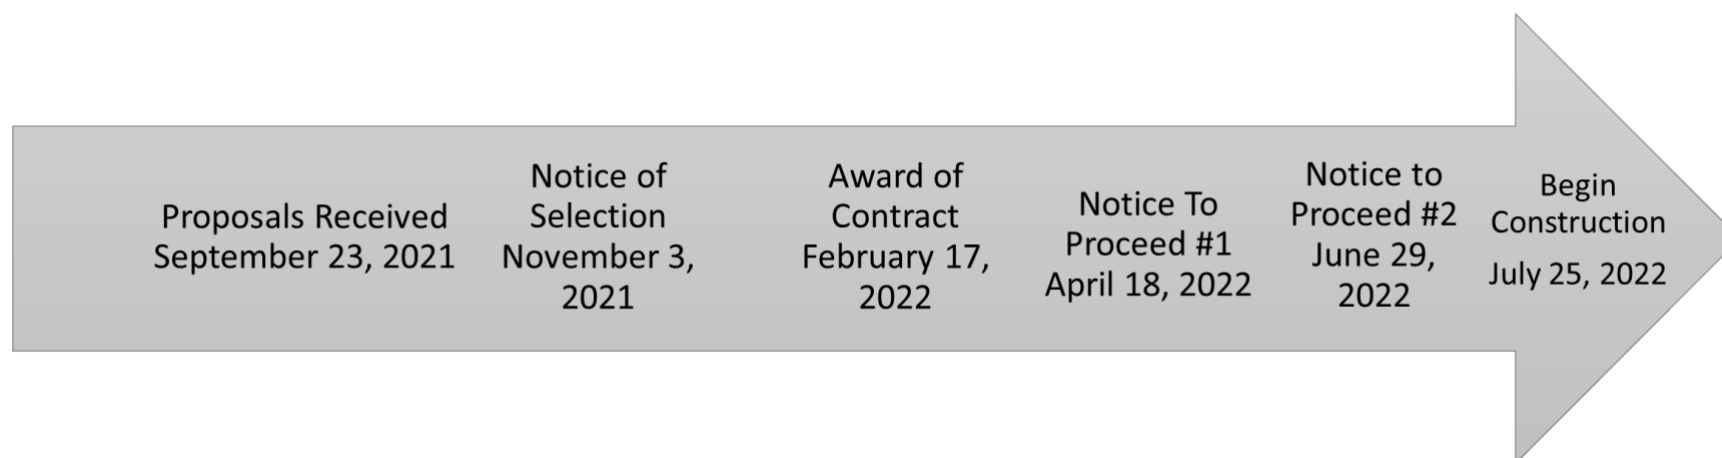 Proposals Received
September 23, 2021
Notice of
Selection
November 3,
2021
Award of
Contract
February 17,
2022
Notice To
Proceed #1
April 18, 2022
Notice to
Proceed #2
June 29,
2022
Begin
Construction
July 25, 2022